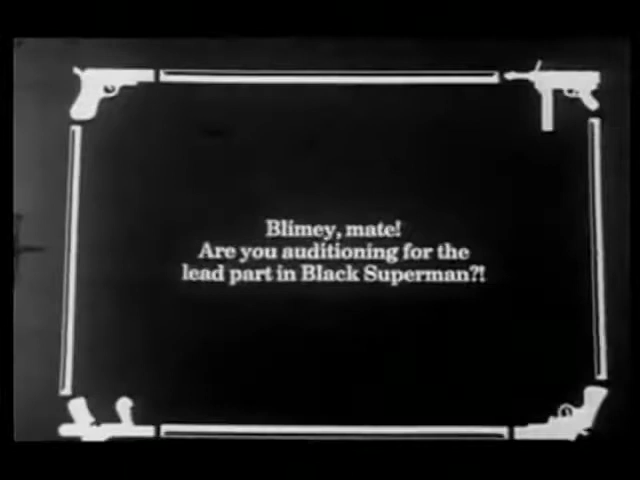 Blimey, mate!
Are you auditioning for the
lead part in Black Superman?!